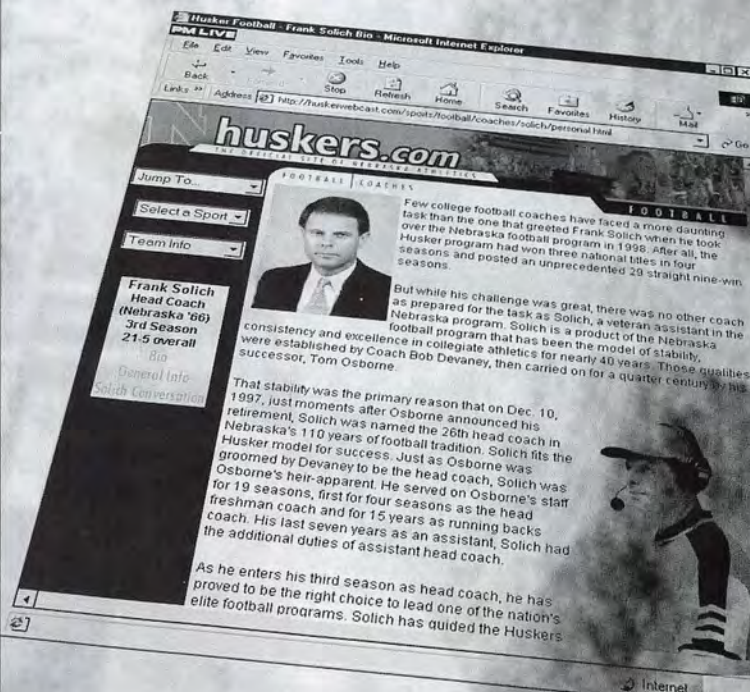 Husker Football - Frank Solich Bio - Microsoft Internet Explorer
PM LIVE
File Edit View Favorites Tools Help
Back Stop Refresh Home Search Favorites History Mail
Links >> Address http://huskerwebcast.com/sports/football/coaches/solich/personal.html Go
N huskers.com
THE OFFICIAL SITE OF NEBRASKA ATHLETICS
FOOTBALL | COACHES
FOOTBALL
Jump To...
Select a Sport
Team Info
Frank Solich
Head Coach
(Nebraska '66)
3rd Season
21-5 overall
Bio
General Info
Solich Conversation
Few college football coaches have faced a more daunting
task than the one that greeted Frank Solich when he took
over the Nebraska football program in 1998. After all, the
Husker program had won three national titles in four
seasons and posted an unprecedented 29 straight nine-win
seasons.
But while his challenge was great, there was no other coach
as prepared for the task as Solich, a veteran assistant in the
Nebraska program. Solich is a product of the Nebraska
football program that has been the model of stability,
consistency and excellence in collegiate athletics for nearly 40 years. Those qualities
were established by Coach Bob Devaney, then carried on for a quarter century by his
successor, Tom Osborne.
That stability was the primary reason that on Dec. 10,
1997, just moments after Osborne announced his
retirement, Solich was named the 26th head coach in
Nebraska's 110 years of football tradition. Solich fits the
Husker model for success. Just as Osborne was
groomed by Devaney to be the head coach, Solich was
Osborne's heir-apparent. He served on Osborne's staff
for 19 seasons, first for four seasons as the head
freshman coach and for 15 years as running backs
coach. His last seven years as an assistant, Solich had
the additional duties of assistant head coach.
As he enters his third season as head coach, he has
proved to be the right choice to lead one of the nation's
elite football programs. Solich has guided the Huskers
Internet